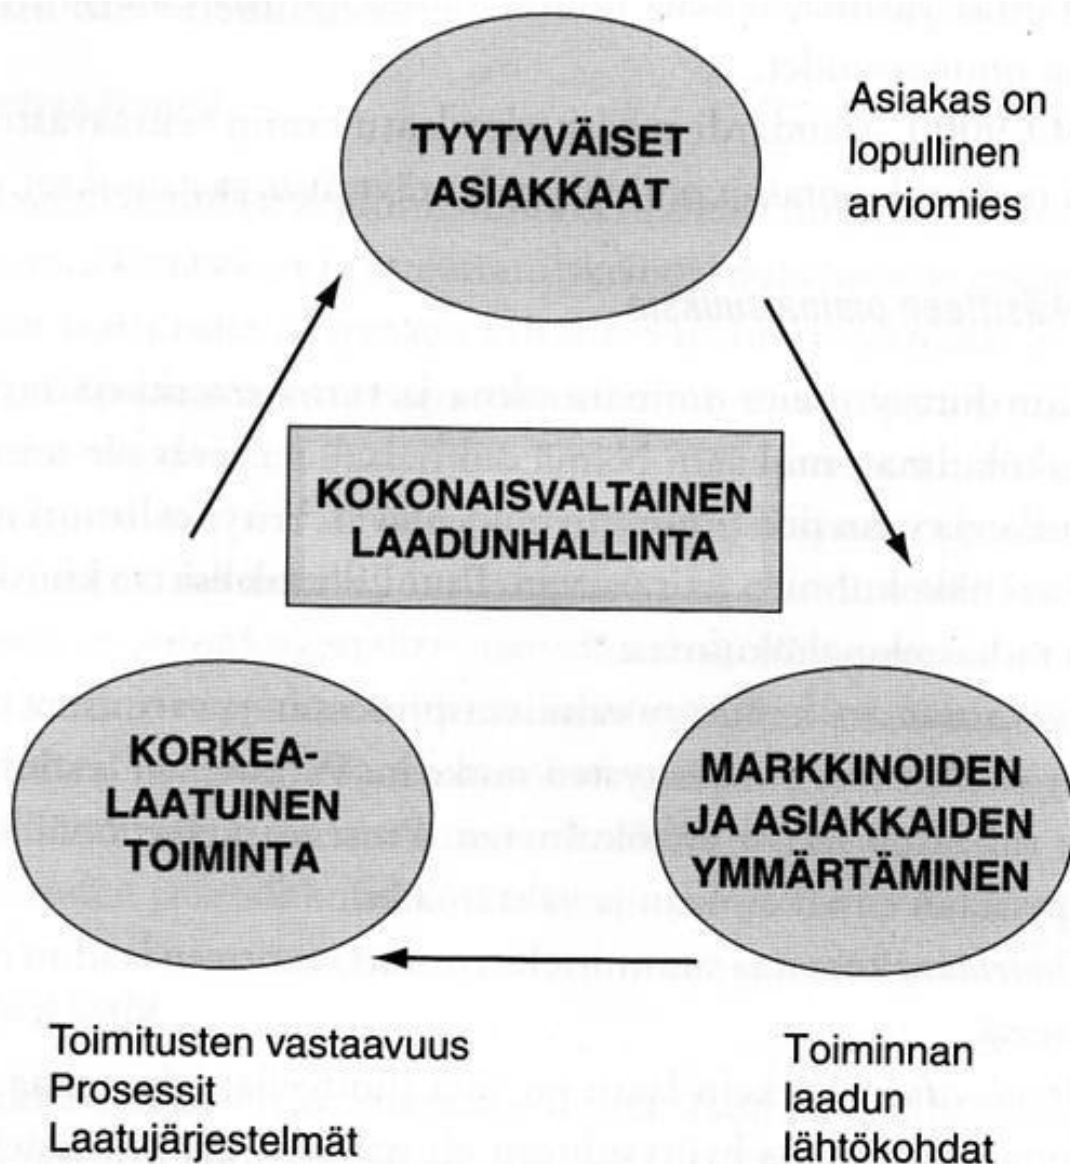 TYYTYVÄISET
ASIAKKAAT
Asiakas on
lopullinen
arviomies
KOKONAISVALTAINEN
LAADUNHALLINTA
KORKEA-
LAATUINEN
TOIMINTA
MARKKINOIDEN
JA ASIAKKAIDEN
YMMÄRTÄMINEN
Toimitusten vastaavuus
Prosessit
Laatujärjestelmät
Toiminnan
laadun
lähtökohdat